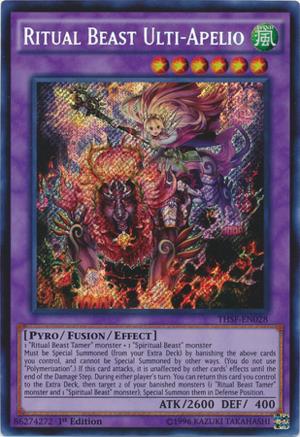 RITUAL BEAST ULTI-APELIO
風
THSF-EN028
[PYRO/FUSION/EFFECT]
1 "Ritual Beast Tamer" monster + 1 "Spiritual Beast" monster
Must be Special Summoned (from your Extra Deck) by banishing the above cards
you control, and cannot be Special Summoned by other ways. (You do not use
"Polymerization".) If this card attacks, it is unaffected by other cards' effects until the
end of the Damage Step. During either player's turn: You can return this card you control
to the Extra Deck, then target 2 of your banished monsters (1 "Ritual Beast Tamer"
monster and 1 "Spiritual Beast" monster); Special Summon them in Defense Position.
ATK/2600 DEF/ 400
86274272 1st Edition ©1996 KAZUKI TAKAHASHI